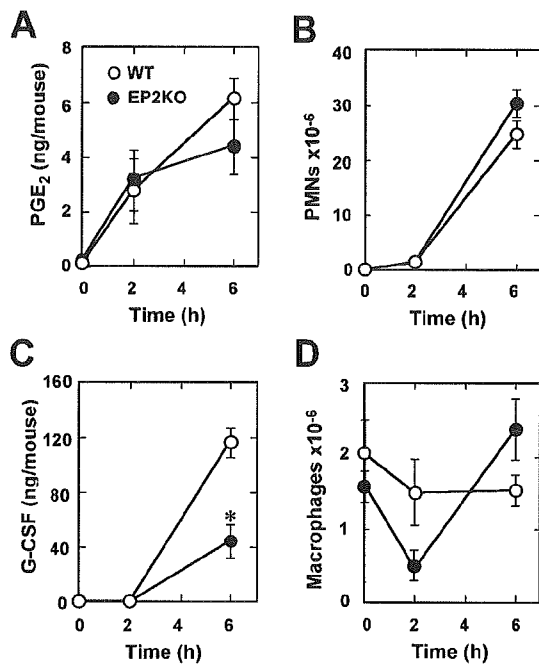 A
B
PGE2 (ng/mouse)
8
6
4
2
0
WT
EP2KO
0 2 4 6
Time (h)
PMNs x10-6
40
30
20
10
0
0 2 4 6
Time (h)
C
D
G-CSF (ng/mouse)
160
120
80
40
0
*
0 2 4 6
Time (h)
Macrophages x10-6
3
2
1
0
0 2 4 6
Time (h)